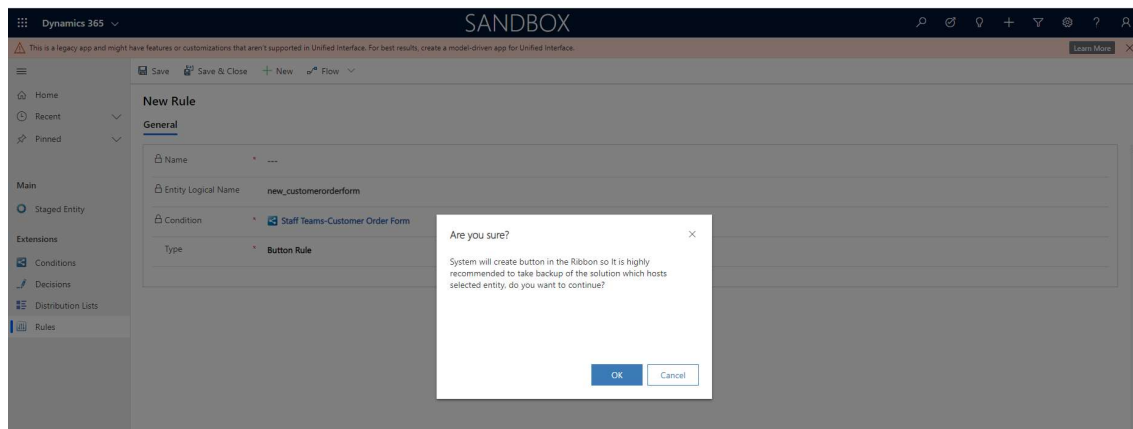 Dynamics 365
SANDBOX
This is a legacy app and might have features or customizations that aren't supported in Unified Interface. For best results, create a model-driven app for Unified Interface.
Learn More
Save Save & Close New Flow
Home
Recent
Pinned
Main
Staged Entity
Extensions
Conditions
Decisions
Distribution Lists
Rules
New Rule
General
Name * ---
Entity Logical Name new_customerorderform
Condition * Staff Teams-Customer Order Form
Type * Button Rule
Are you sure?
System will create button in the Ribbon so It is highly
recommended to take backup of the solution which hosts
selected entity, do you want to continue?
OK Cancel